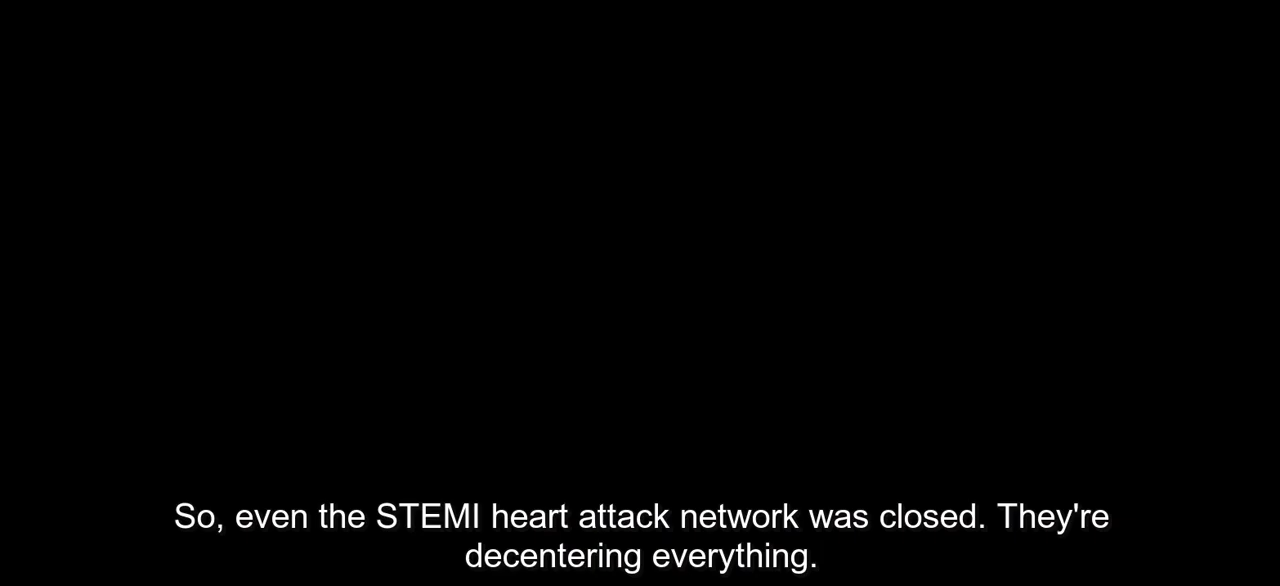 So, even the STEMI heart attack network was closed. They're
decentering everything.